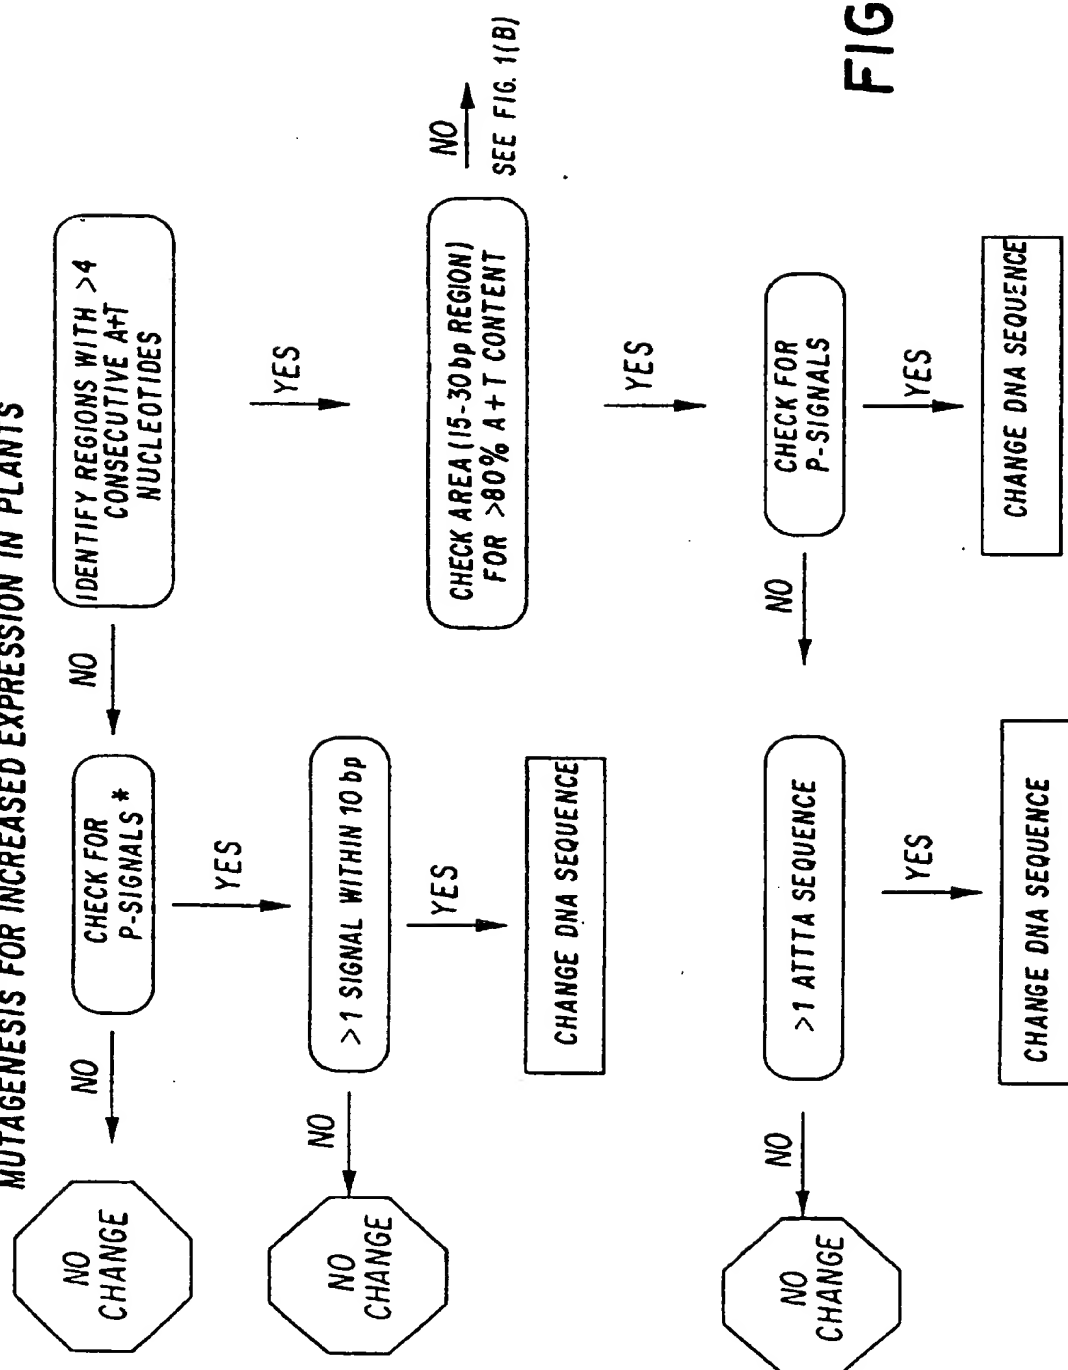 MUTAGENESIS FOR INCREASED EXPRESSION IN PLANTS
IDENTIFY REGIONS WITH >4
CONSECUTIVE A+T
NUCLEOTIDES
NO
CHECK FOR
P-SIGNALS *
NO
NO
CHANGE
YES
>1 SIGNAL WITHIN 10 bp
NO
NO
CHANGE
YES
CHANGE DNA SEQUENCE
YES
CHECK AREA (15-30 bp REGION)
FOR >80% A + T CONTENT
NO
SEE FIG. 1(B)
YES
CHECK FOR
P-SIGNALS
YES
CHANGE DNA SEQUENCE
NO
>1 ATTTA SEQUENCE
YES
CHANGE DNA SEQUENCE
NO
NO
CHANGE
FIG